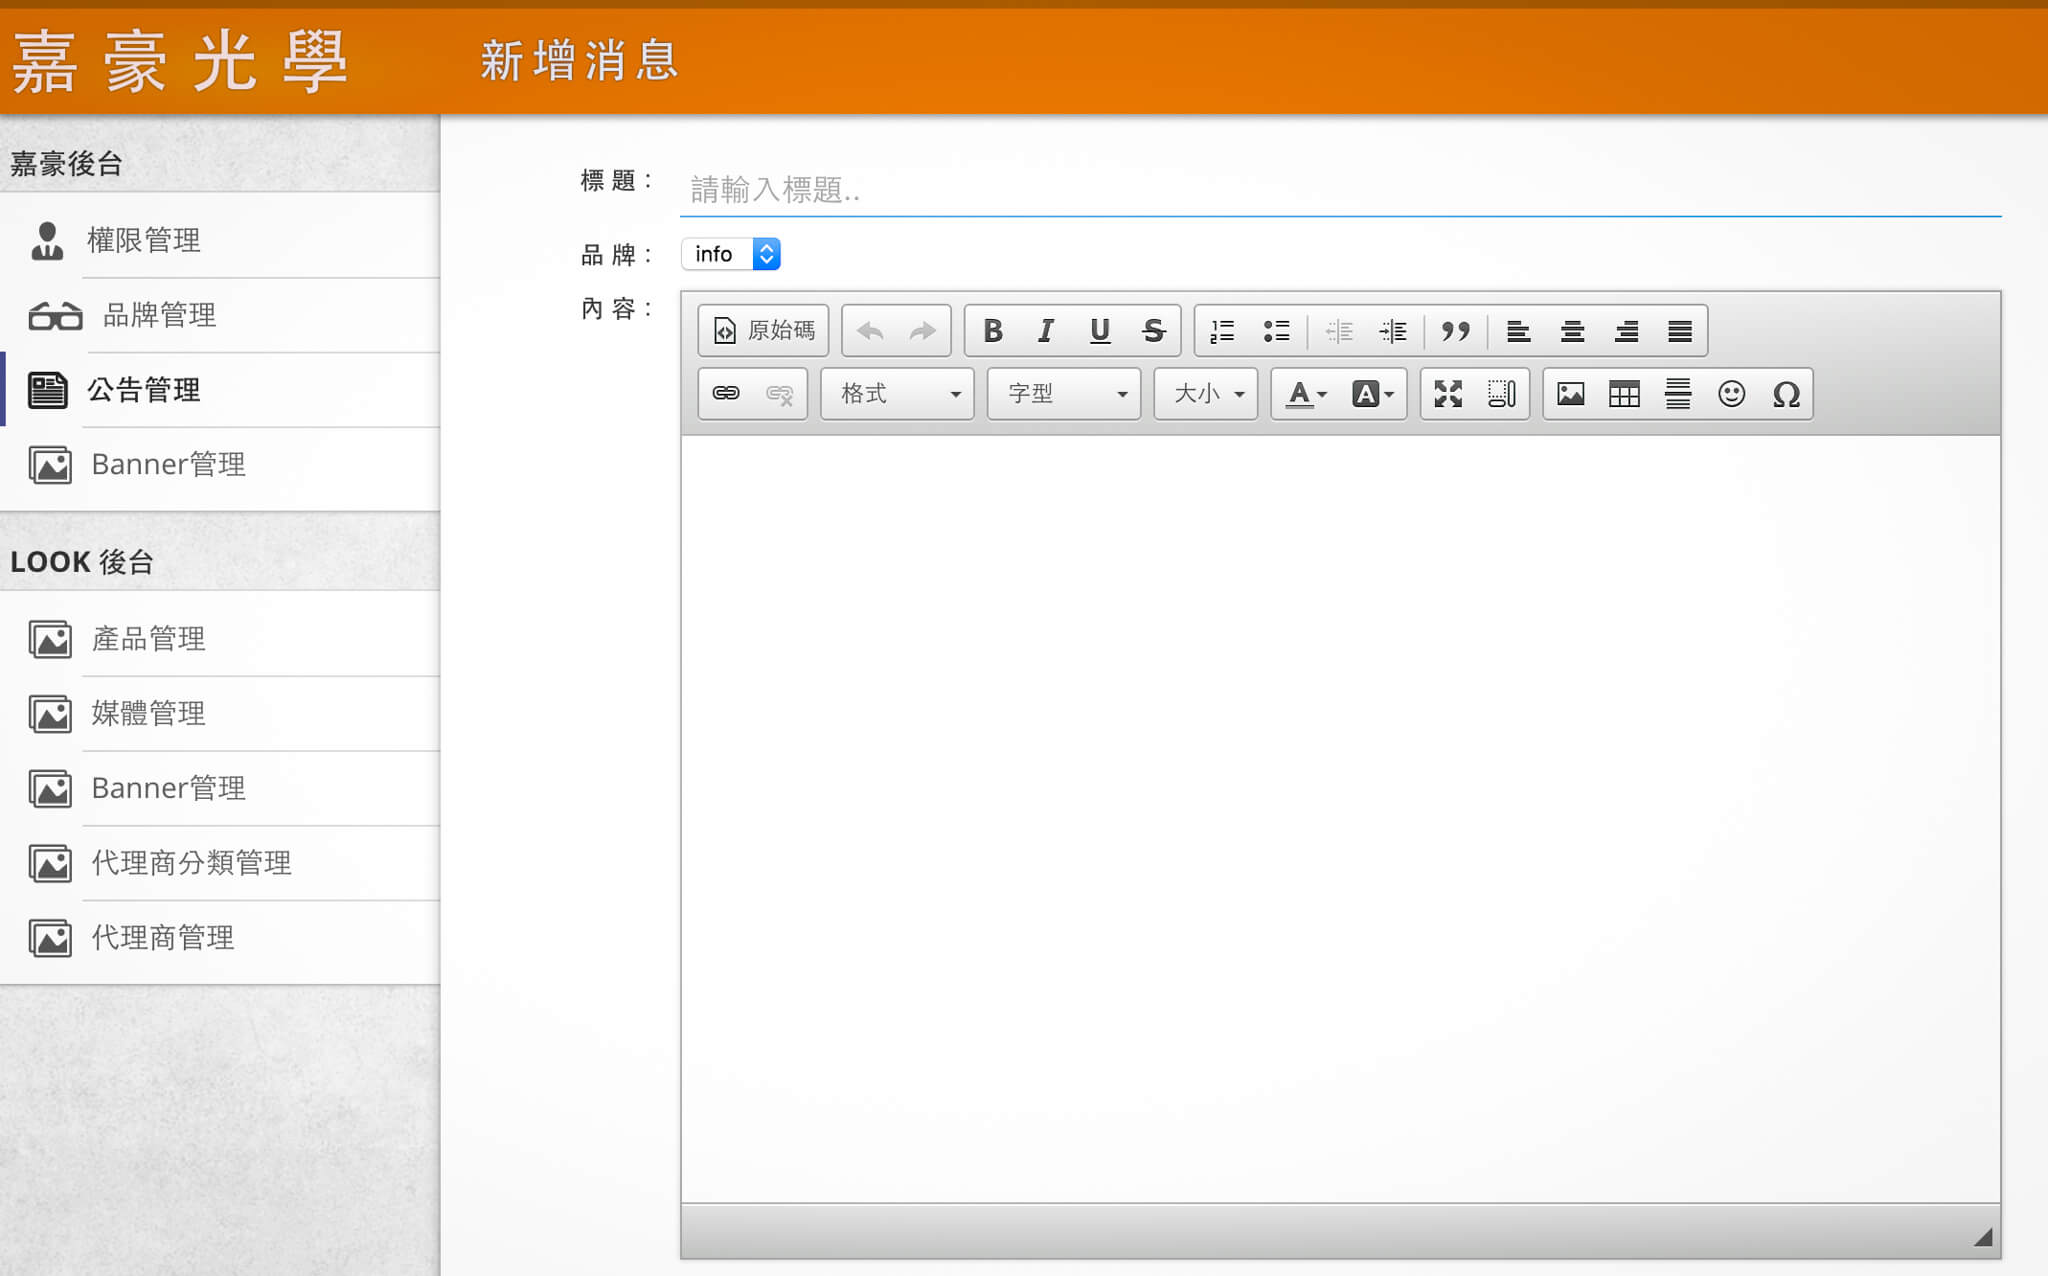 嘉豪光學
新增消息
嘉豪後台
權限管理
品牌管理
公告管理
Banner管理
LOOK 後台
產品管理
媒體管理
Banner管理
代理商分類管理
代理商管理
標題：
請輸入標題..
品牌：
info
內容：
原始碼
格式
字型
大小